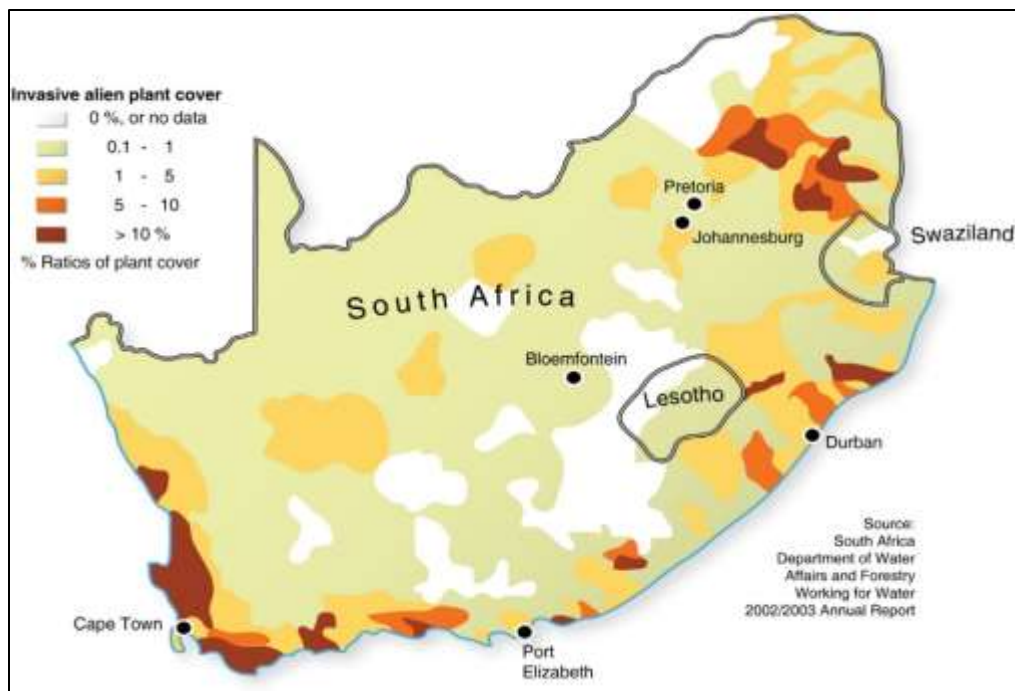 Invasive alien plant cover
0 %, or no data
0.1 - 1
1 - 5
5 - 10
> 10 %
% Ratios of plant cover
Pretoria
Johannesburg
Swaziland
South Africa
Bloemfontein
Lesotho
Durban
Cape Town
Port
Elizabeth
Source:
South Africa
Department of Water
Affairs and Forestry
Working for Water
2002/2003 Annual Report